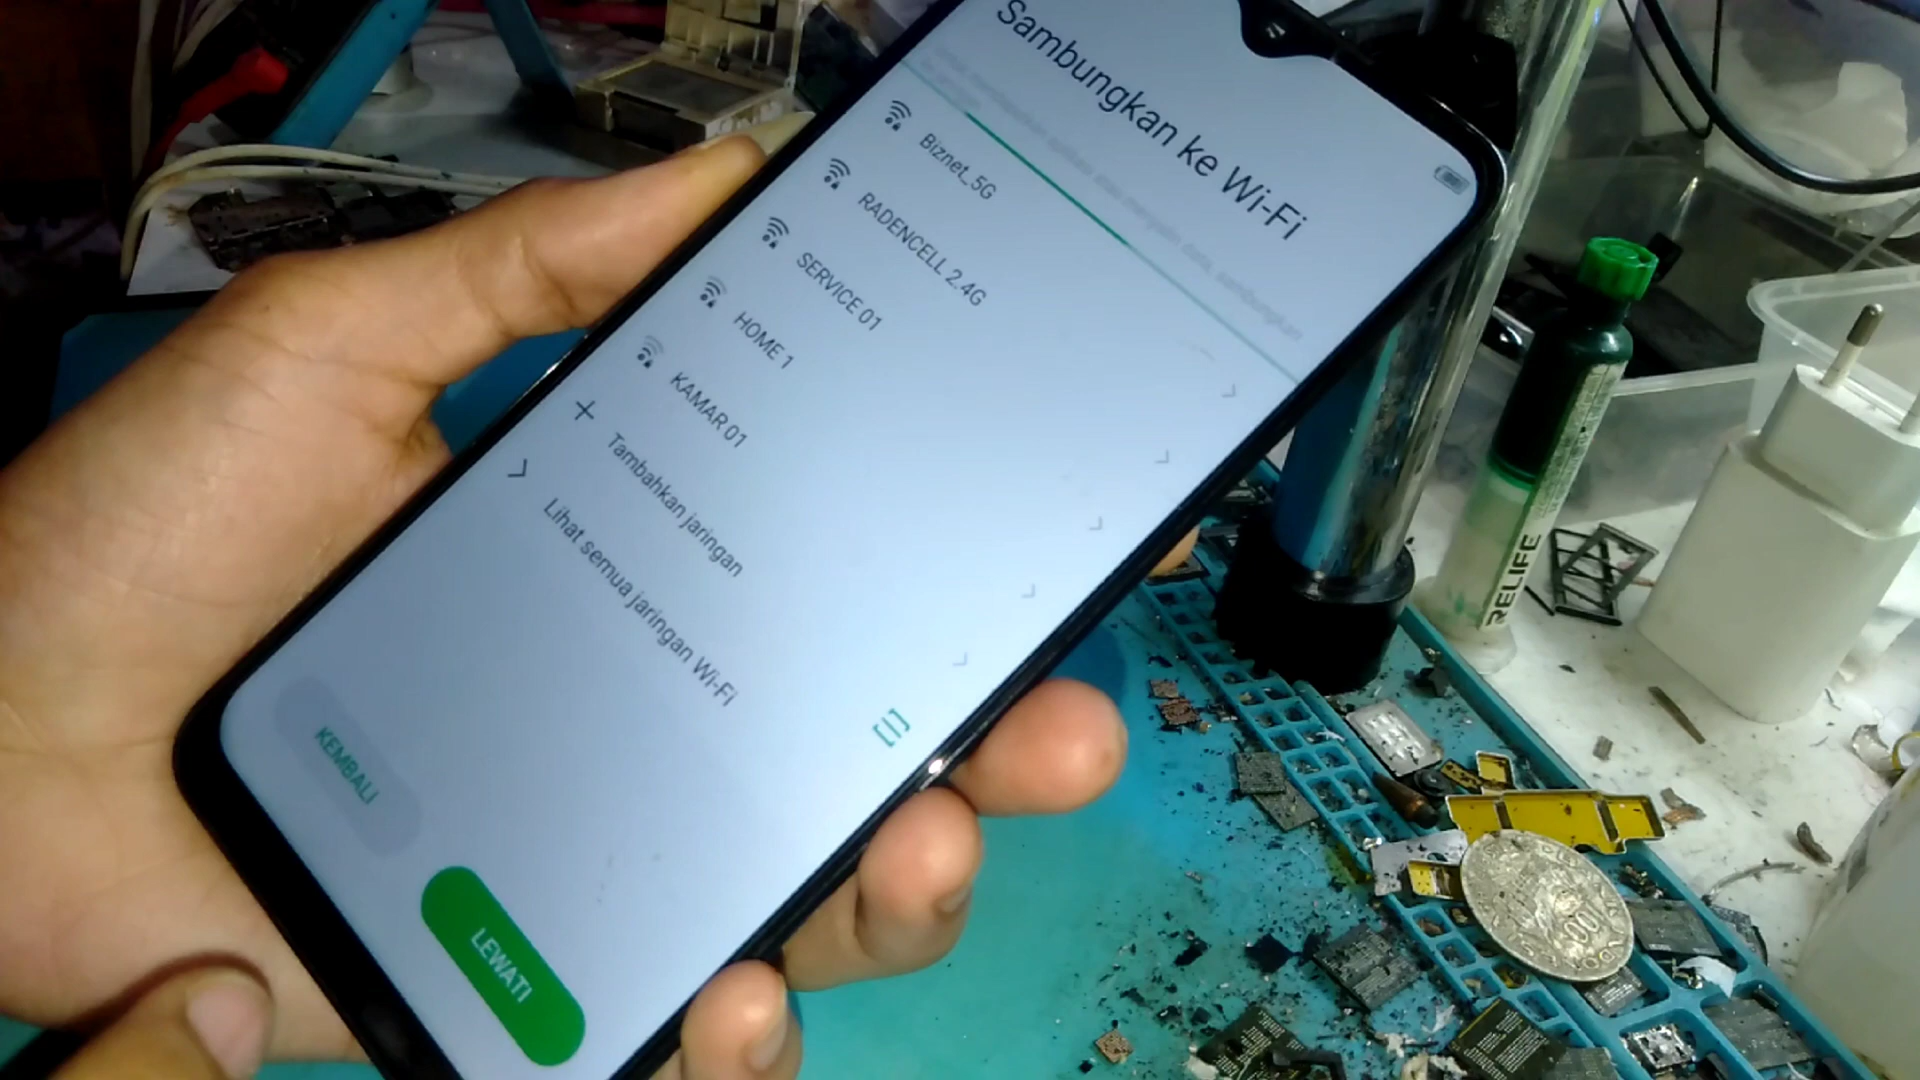 Sambungkan ke Wi-Fi
Biznet_5G
RADENCELL 2.4G
SERVICE 01
HOME 1
KAMAR 01
Tambahkan jaringan
Lihat semua jaringan Wi-Fi
KEMBALI
LEWATI
RELIFE
100